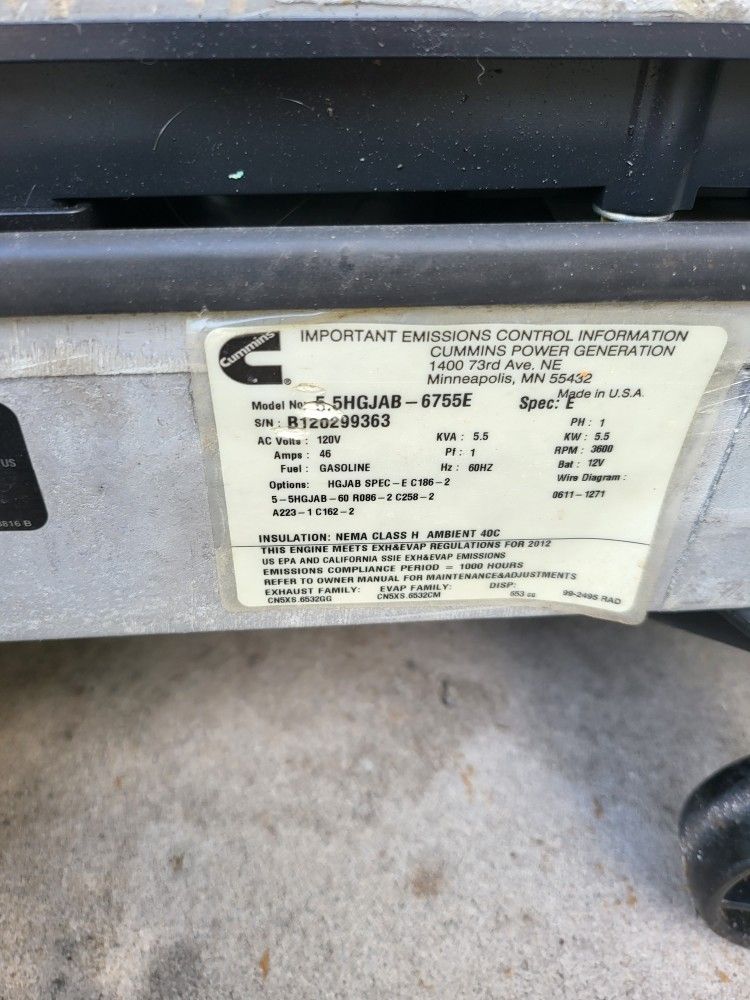 Cummins
IMPORTANT EMISSIONS CONTROL INFORMATION
CUMMINS POWER GENERATION
1400 73rd Ave. NE
Minneapolis, MN 55432
Made in U.S.A.
Model No: 5.5HGJAB-6755E Spec: E
S/N : B120299363 PH : 1
AC Volts : 120V KVA : 5.5 KW : 5.5
Amps : 46 Pf : 1 RPM : 3600
Fuel : GASOLINE Hz : 60HZ Bat : 12V
Options: HGJAB SPEC-E C186-2 Wire Diagram :
5-5HGJAB-60 R086-2 C258-2 0611-1271
A223-1 C162-2
INSULATION: NEMA CLASS H AMBIENT 40C
THIS ENGINE MEETS EXH&EVAP REGULATIONS FOR 2012
US EPA AND CALIFORNIA SSIE EXH&EVAP EMISSIONS
EMISSIONS COMPLIANCE PERIOD = 1000 HOURS
REFER TO OWNER MANUAL FOR MAINTENANCE&ADJUSTMENTS
EXHAUST FAMILY: EVAP FAMILY: DISP:
CN5XS.6532GG CN5XS.6532CM 653 cc 99-2495 RAD
US
3816 B